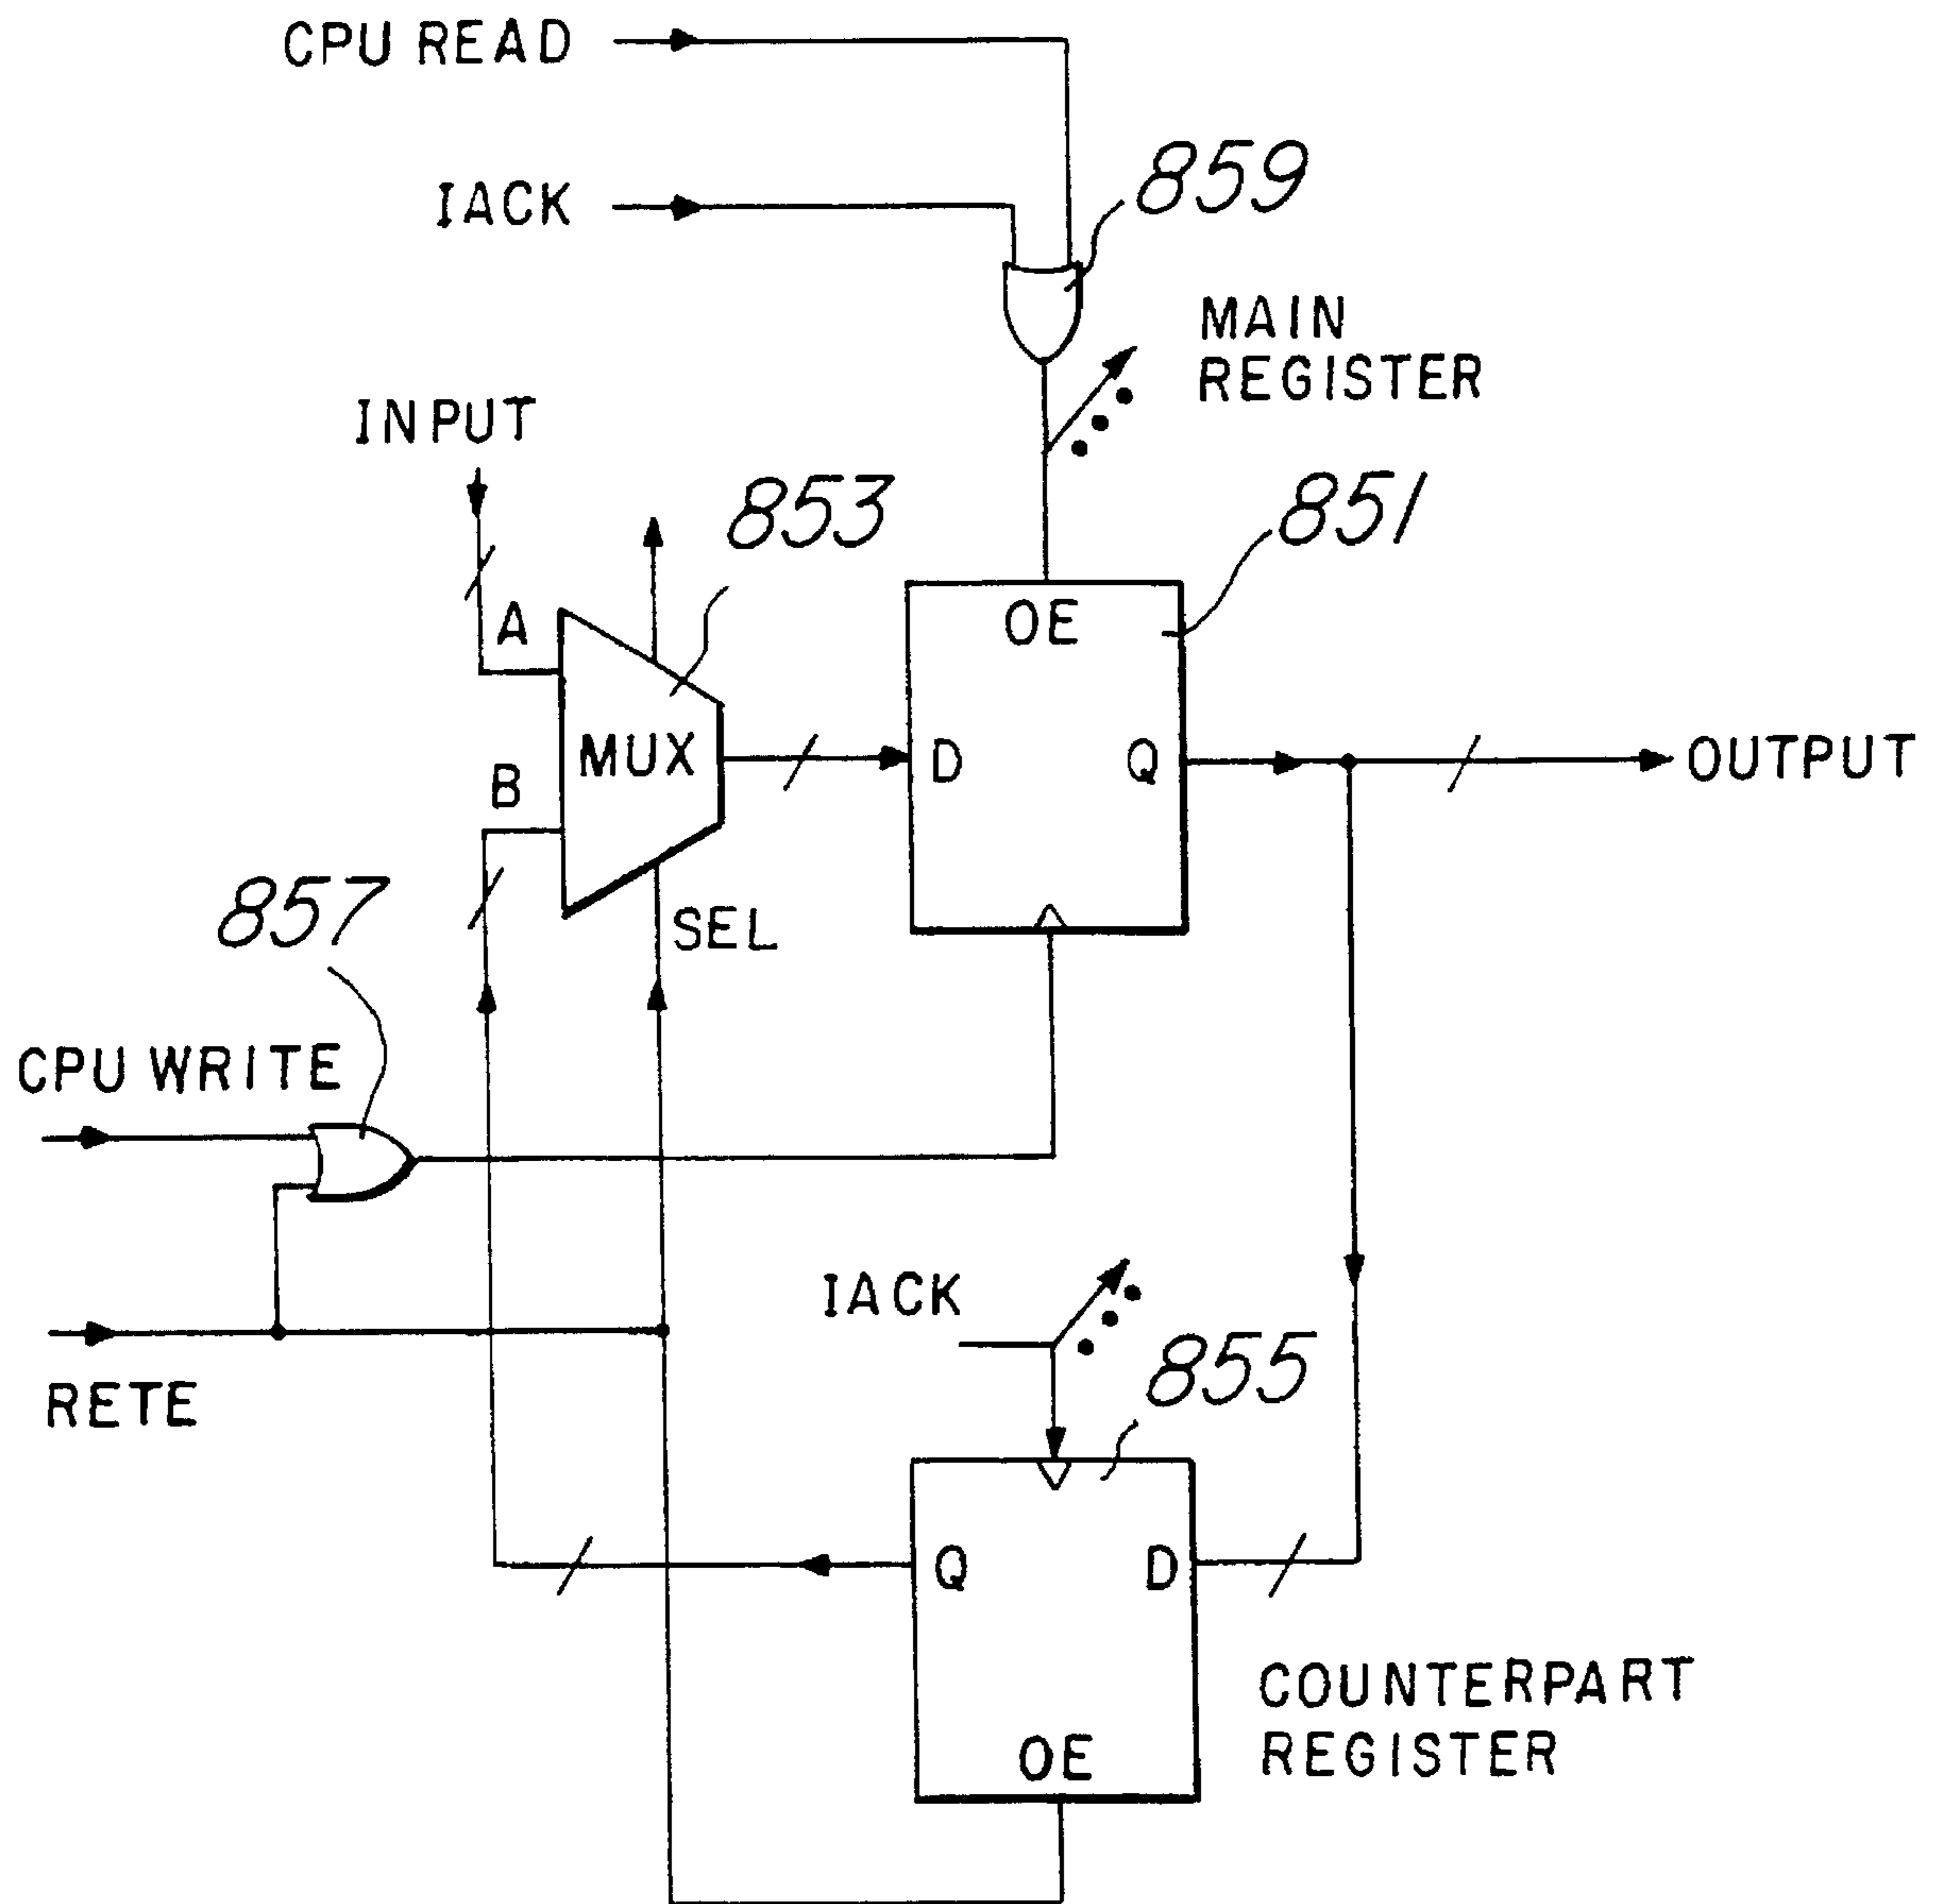 CPU READ
859
IACK
MAIN
REGISTER
INPUT
853
851
A
OE
MUX
D
Q
OUTPUT
B
857
SEL
CPU WRITE
IACK
855
RETE
Q
D
COUNTERPART
REGISTER
OE